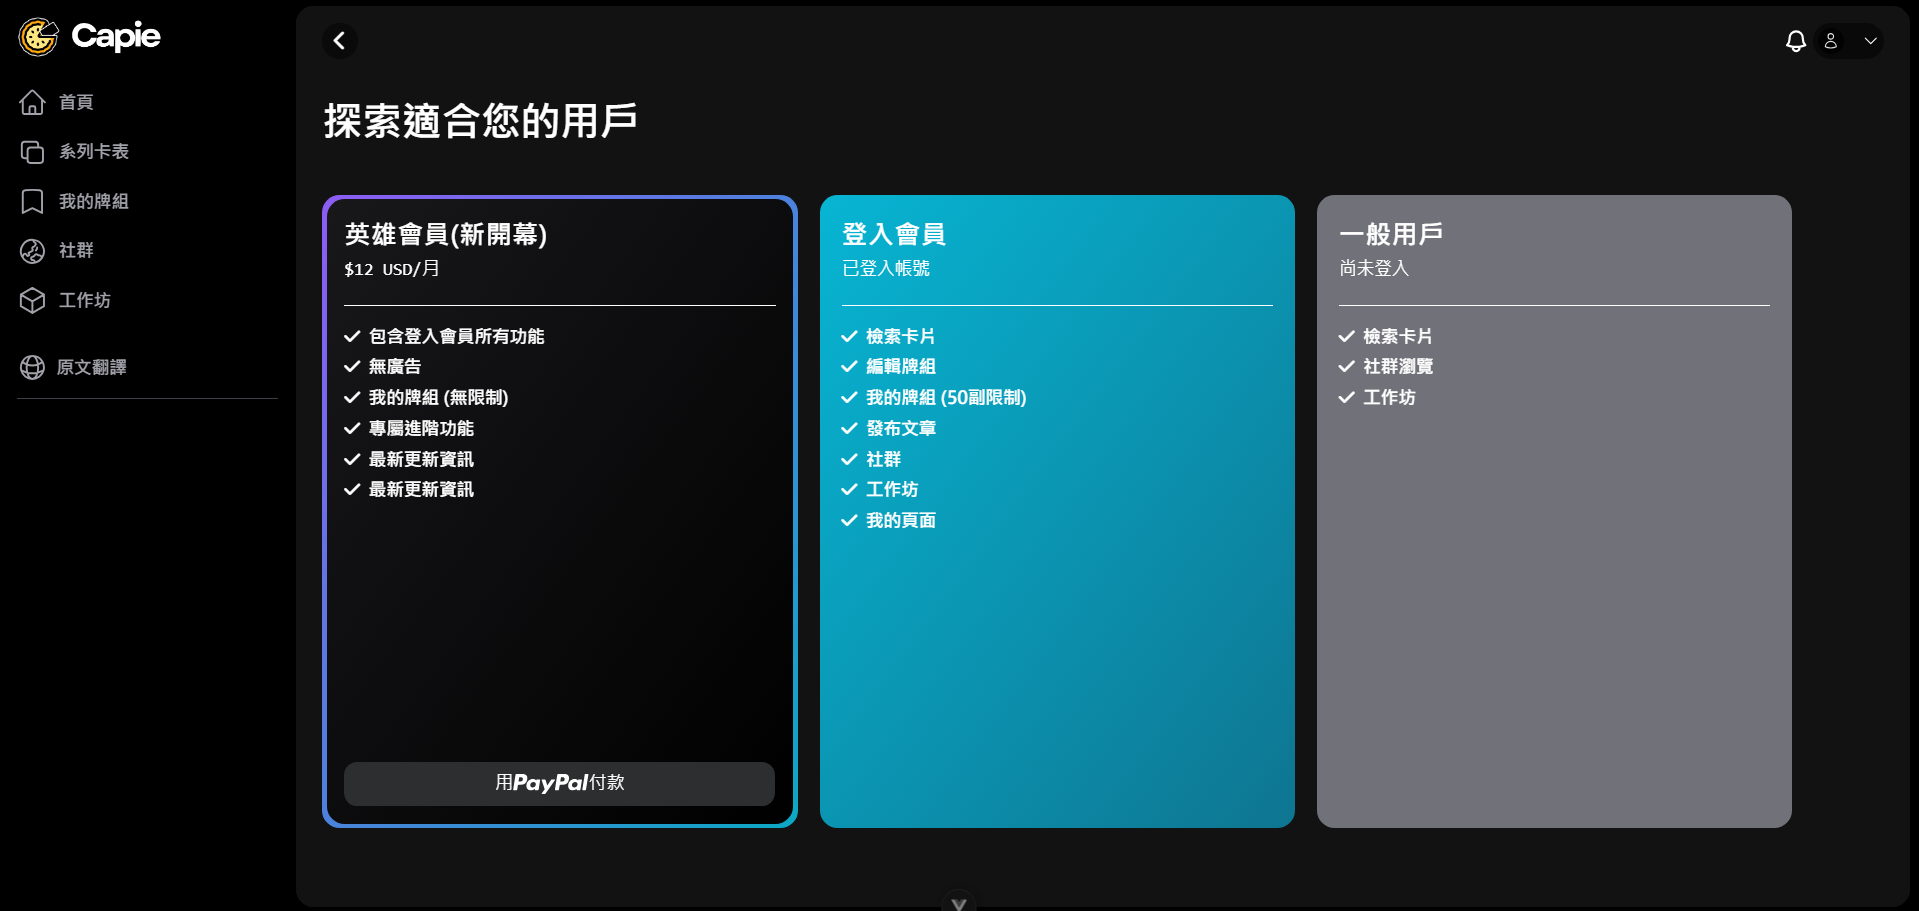 Capie
首頁
系列卡表
我的牌組
社群
工作坊
原文翻譯
探索適合您的用戶
英雄會員(新開幕)
$12 USD/月
包含登入會員所有功能
無廣告
我的牌組 (無限制)
專屬進階功能
最新更新資訊
最新更新資訊
用PayPal付款
登入會員
已登入帳號
檢索卡片
編輯牌組
我的牌組 (50副限制)
發布文章
社群
工作坊
我的頁面
一般用戶
尚未登入
檢索卡片
社群瀏覽
工作坊